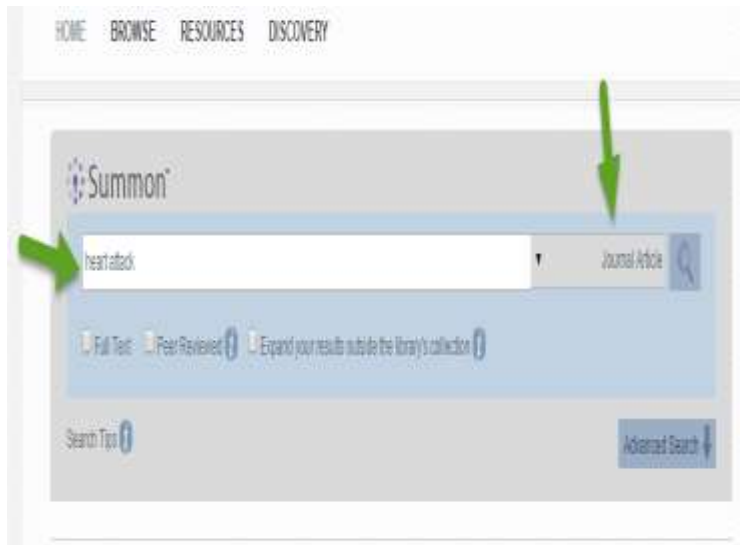 HOME BROWSE RESOURCES DISCOVERY
Summon
heart attack Journal Article
Full Text Peer Reviewed Expand your results outside the library's collection
Search Tips
Advanced Search